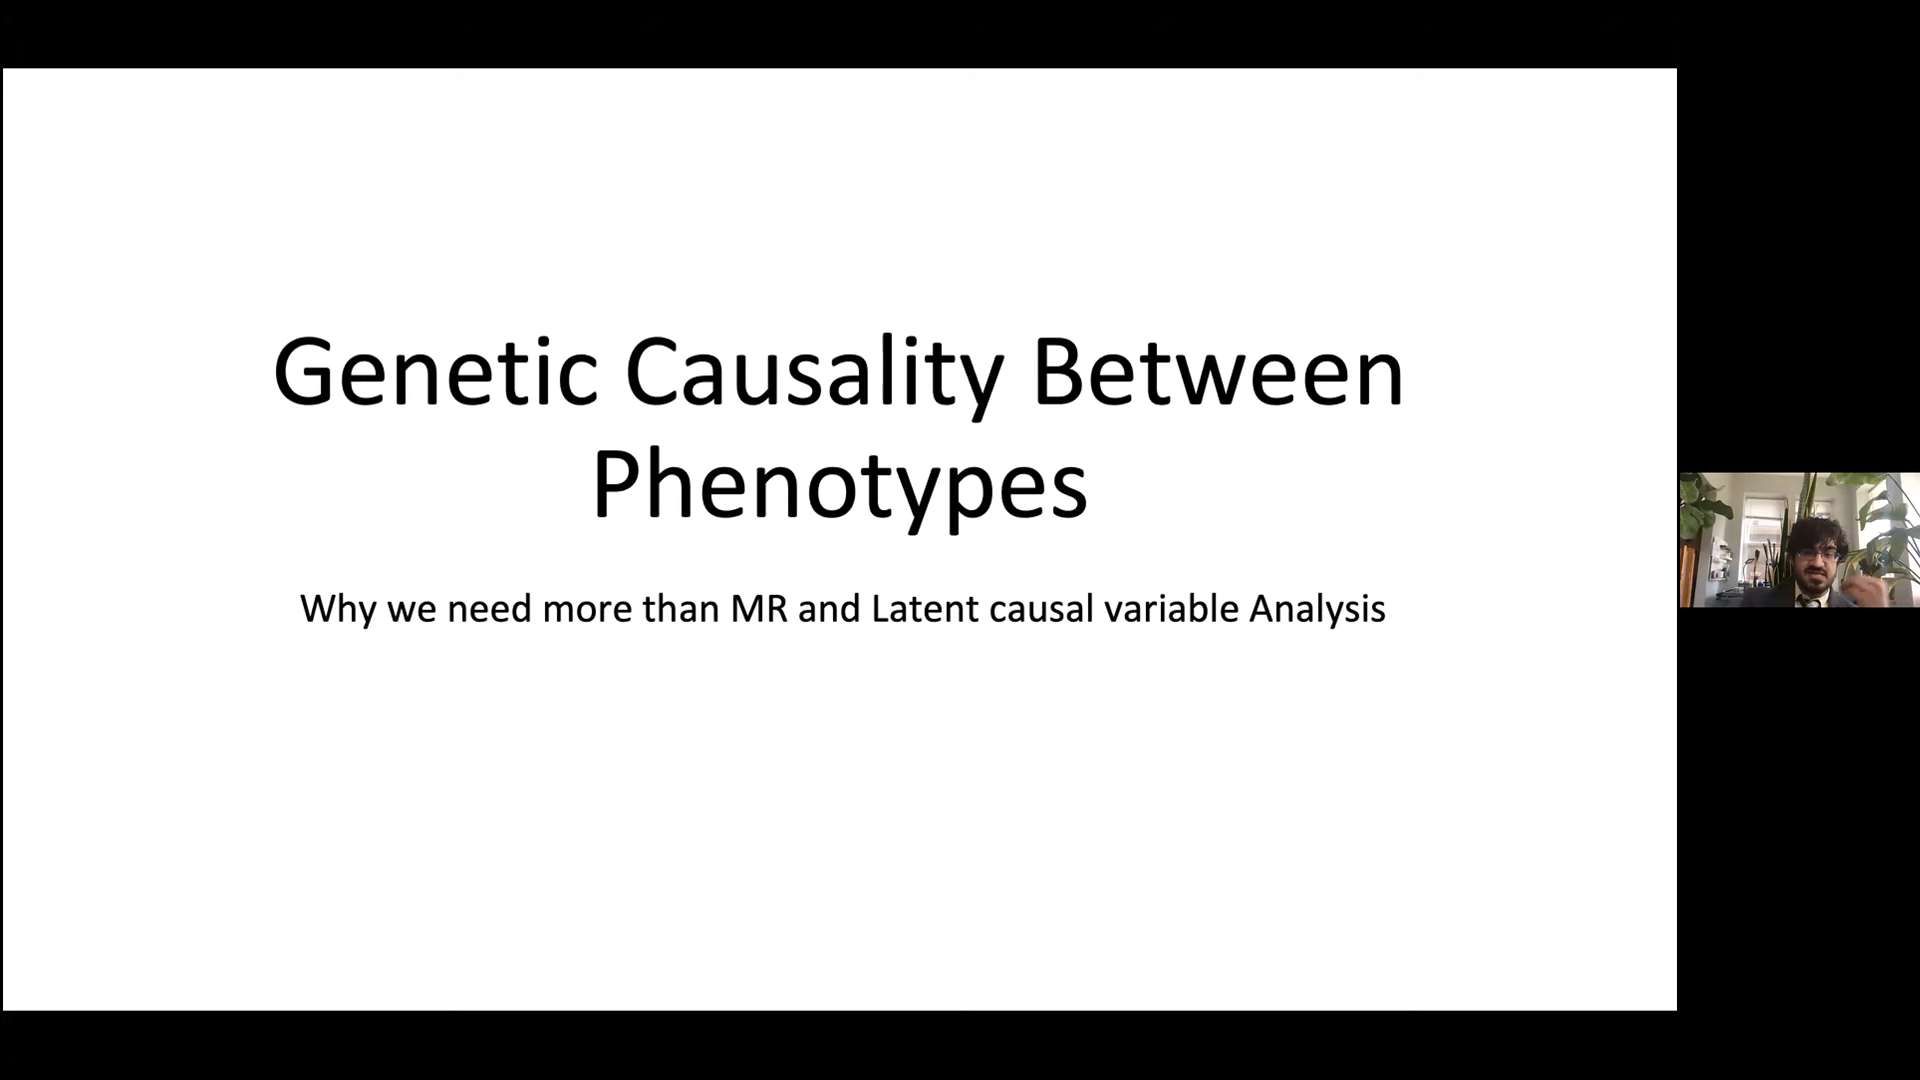 Genetic Causality Between
Phenotypes
Why we need more than MR and Latent causal variable Analysis